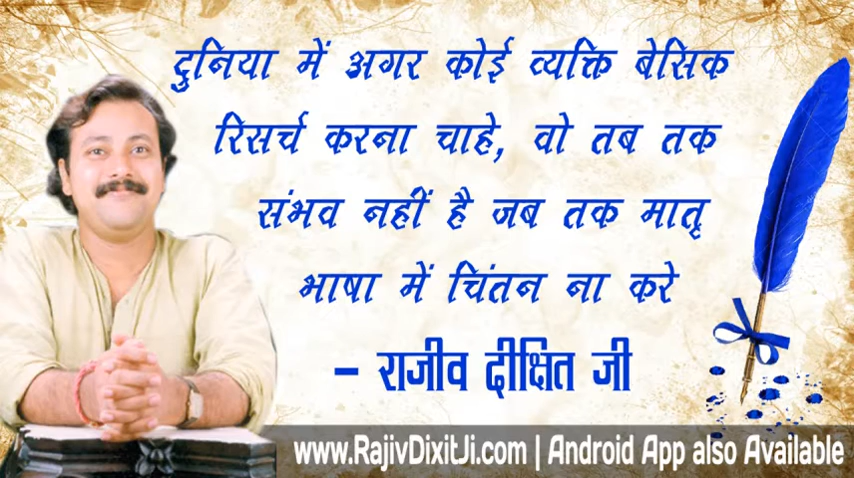 दुनिया में अगर कोई व्यक्ति बेसिक
रिसर्च करना चाहे, वो तब तक
संभव नहीं है जब तक मातृ
भाषा में चिंतन ना करे
– राजीव दीक्षित जी
www.RajivDixitJi.com | Android App also Available